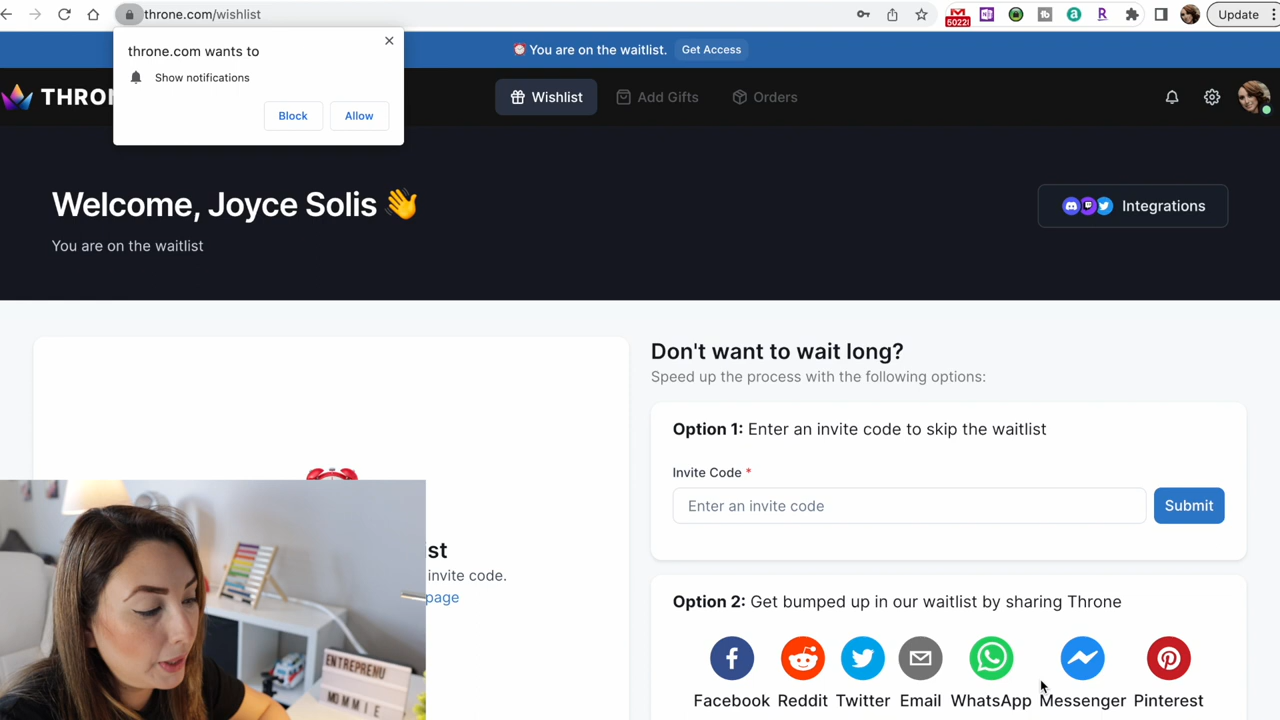 throne.com/wishlist
5022!
Update
throne.com wants to
Show notifications
Block
Allow
You are on the waitlist.
Get Access
Wishlist
Add Gifts
Orders
Welcome, Joyce Solis 👋
You are on the waitlist
Integrations
Don't want to wait long?
Speed up the process with the following options:
Option 1: Enter an invite code to skip the waitlist
Invite Code *
Enter an invite code
Submit
invite code.
page
Option 2: Get bumped up in our waitlist by sharing Throne
Facebook
Reddit
Twitter
Email
WhatsApp
Messenger
Pinterest
ENTREPRENU
MOMMIE